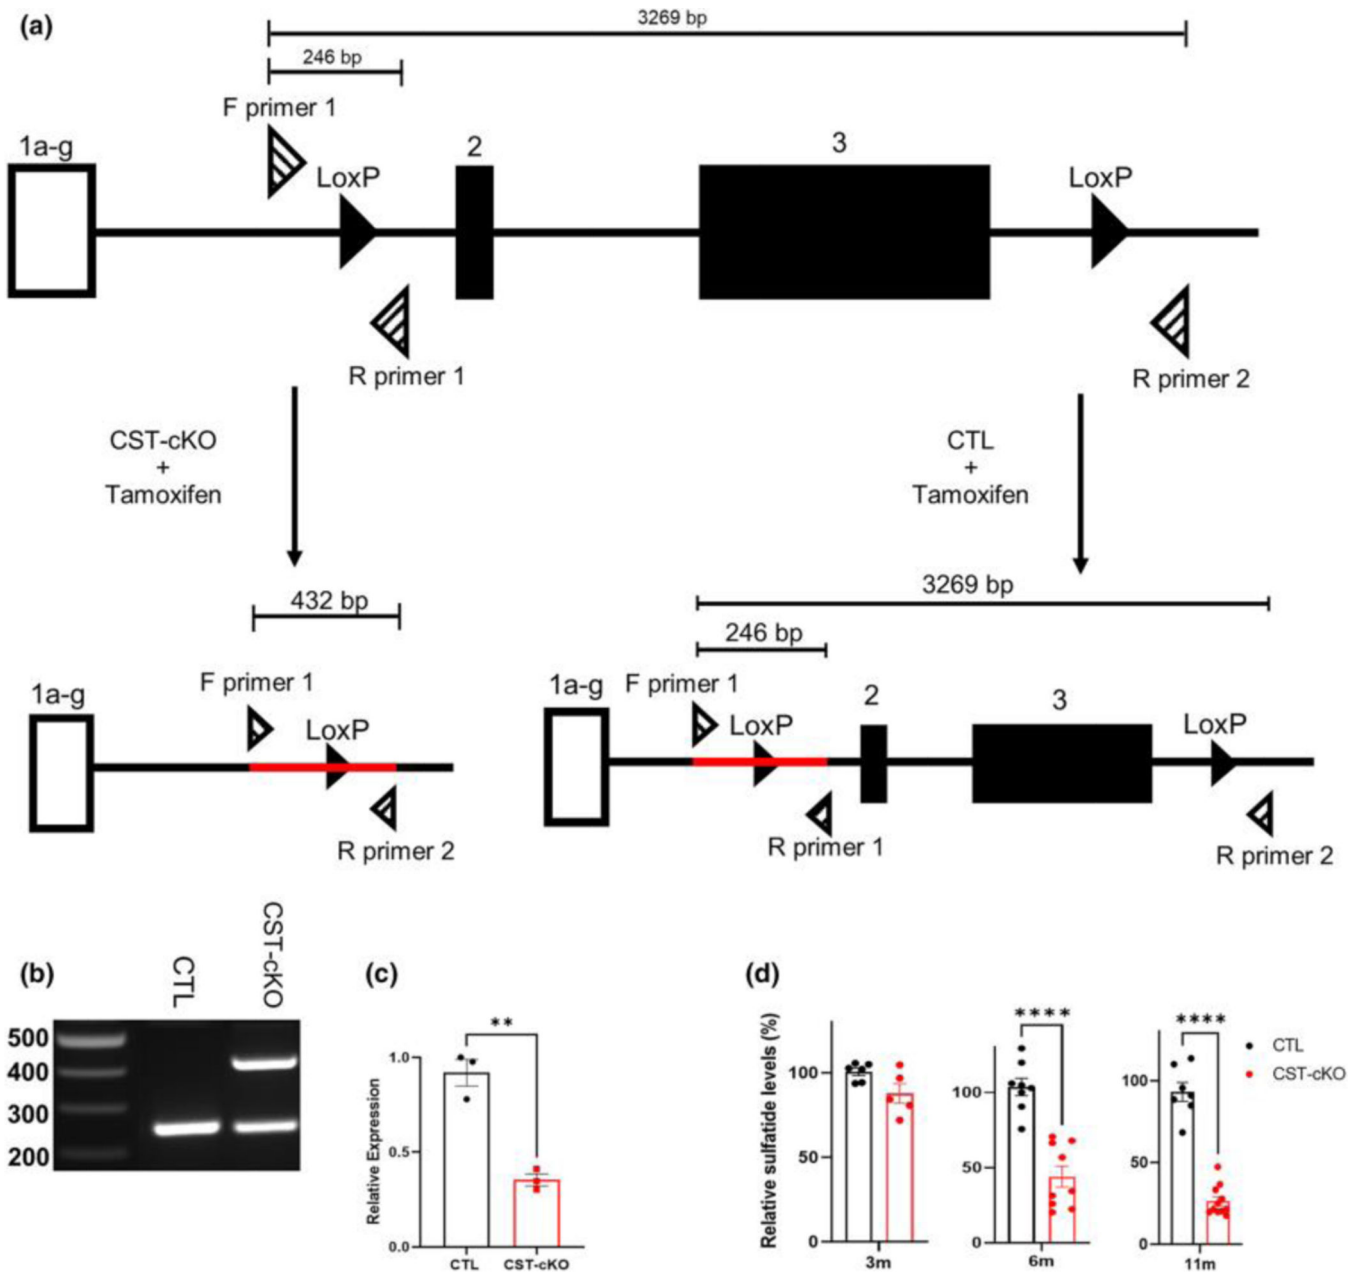 (a)
3269 bp
246 bp
F primer 1
1a-g
LoxP
2
3
LoxP
R primer 1
R primer 2
CST-cKO
+
Tamoxifen
CTL
+
Tamoxifen
432 bp
3269 bp
246 bp
1a-g
F primer 1
LoxP
R primer 2
1a-g
F primer 1
LoxP
2
3
LoxP
R primer 1
R primer 2
(b)
CTL
CST-cKO
500
400
300
200
(c)
**
Relative Expression
1.0
0.5
0.0
CTL
CST-cKO
(d)
Relative sulfatide levels (%)
100
50
0
3m
****
100
50
0
6m
****
100
50
0
11m
CTL
CST-cKO